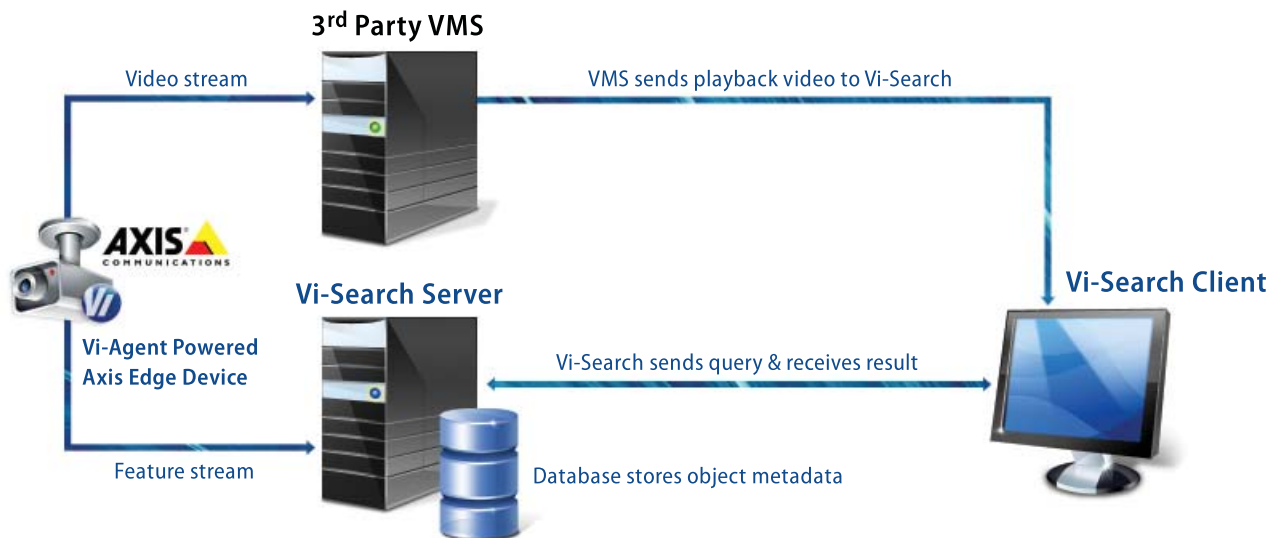 3rd Party VMS
Video stream
VMS sends playback video to Vi-Search
AXIS
COMMUNICATIONS
Vi
Vi-Agent Powered
Axis Edge Device
Vi-Search Server
Vi-Search Client
Vi-Search sends query & receives result
Feature stream
Database stores object metadata